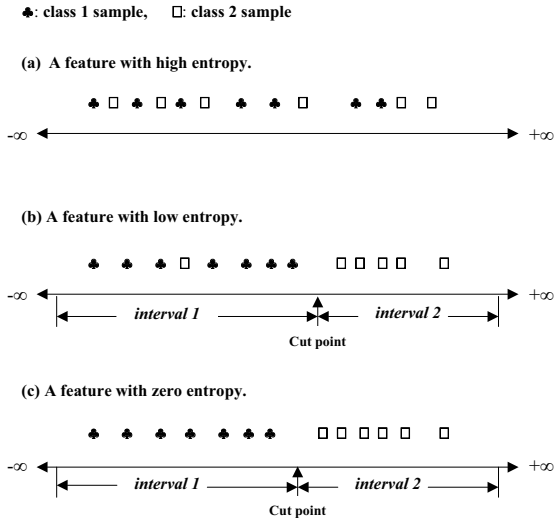 ♣: class 1 sample, □: class 2 sample
(a) A feature with high entropy.
-∞ +∞
(b) A feature with low entropy.
-∞ +∞
interval 1 interval 2
Cut point
(c) A feature with zero entropy.
-∞ +∞
interval 1 interval 2
Cut point